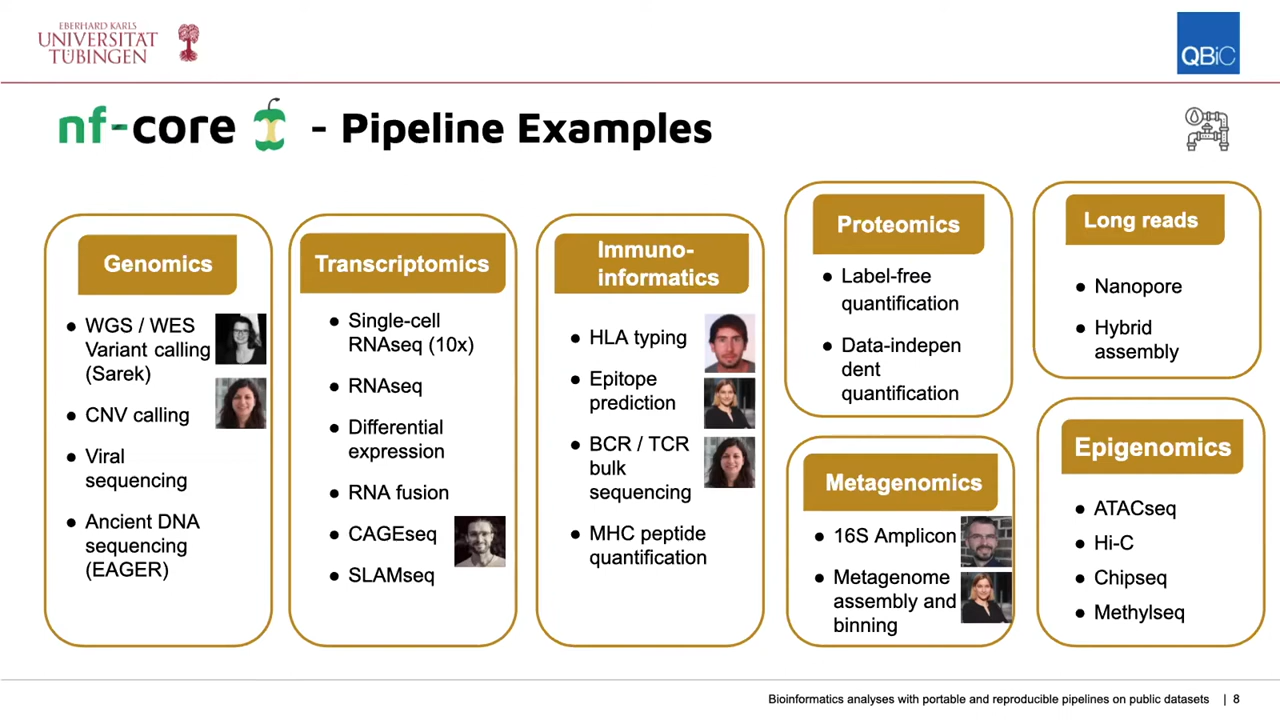 EBERHARD KARLS
UNIVERSITÄT
TÜBINGEN
QBiC
nf-core - Pipeline Examples
Genomics
● WGS / WES
Variant calling
(Sarek)
● CNV calling
● Viral
sequencing
● Ancient DNA
sequencing
(EAGER)
Transcriptomics
● Single-cell
RNAseq (10x)
● RNAseq
● Differential
expression
● RNA fusion
● CAGEseq
● SLAMseq
Immuno-
informatics
● HLA typing
● Epitope
prediction
● BCR / TCR
bulk
sequencing
● MHC peptide
quantification
Proteomics
● Label-free
quantification
● Data-indepen
dent
quantification
Metagenomics
● 16S Amplicon
● Metagenome
assembly and
binning
Long reads
● Nanopore
● Hybrid
assembly
Epigenomics
● ATACseq
● Hi-C
● Chipseq
● Methylseq
Bioinformatics analyses with portable and reproducible pipelines on public datasets | 8